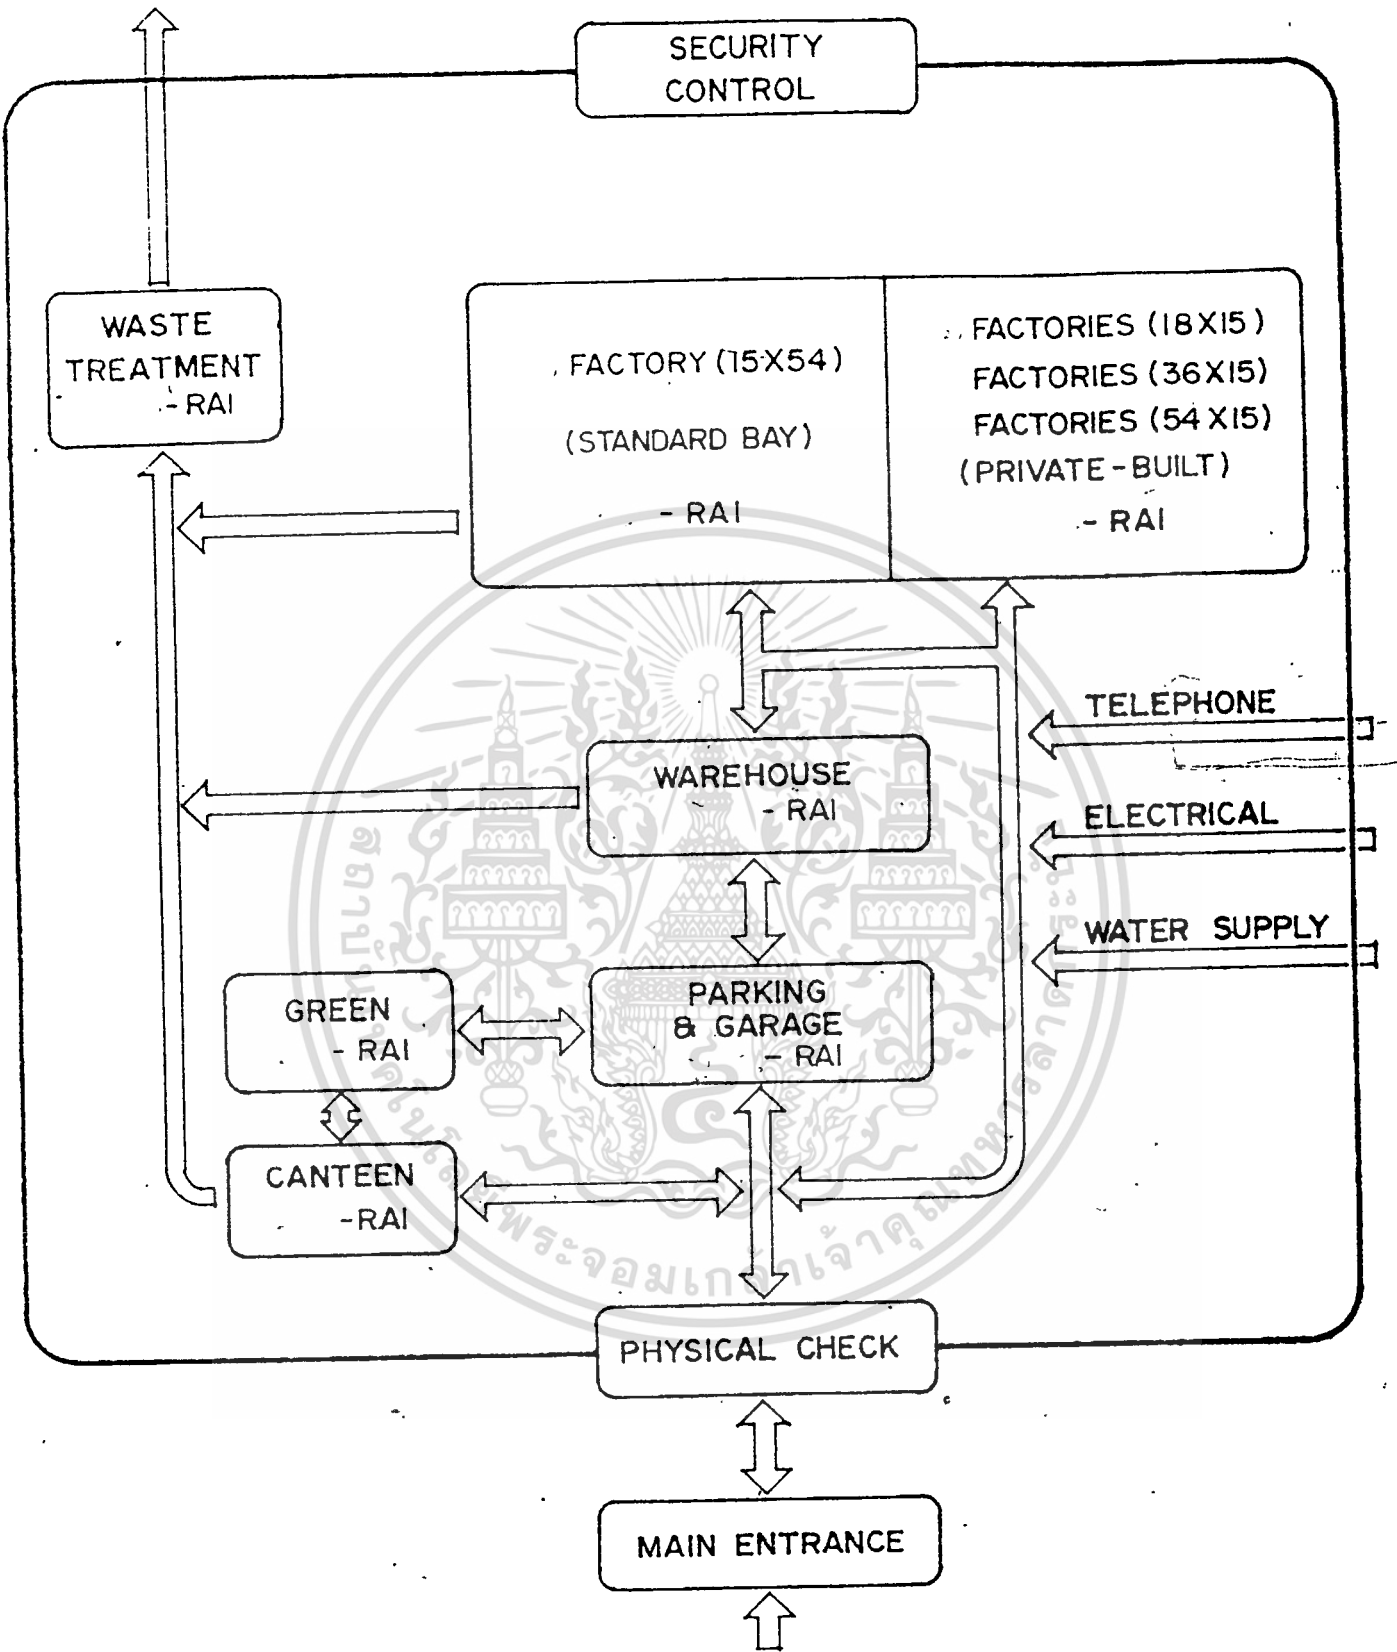 SECURITY
CONTROL
WASTE
TREATMENT
- RAI
FACTORY (15X54)
(STANDARD BAY)
- RAI
FACTORIES (18X15)
FACTORIES (36X15)
FACTORIES (54X15)
(PRIVATE-BUILT)
- RAI
TELEPHONE
WAREHOUSE
- RAI
ELECTRICAL
WATER SUPPLY
GREEN
- RAI
PARKING
& GARAGE
- RAI
CANTEEN
-RAI
PHYSICAL CHECK
MAIN ENTRANCE